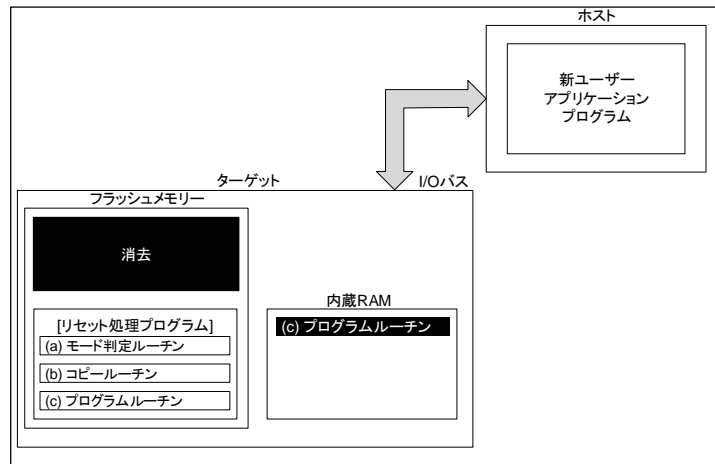 ホスト
新ユーザー
アプリケーション
プログラム
ターゲット
I/Oバス
フラッシュメモリー
消去
[リセット処理プログラム]
(a) モード判定ルーチン
(b) コピールーチン
(c) プログラムルーチン
内蔵RAM
(c) プログラムルーチン